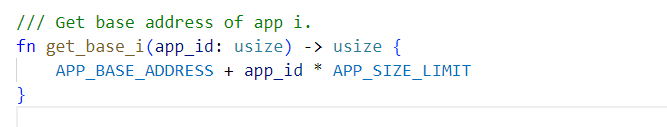 /// Get base address of app i.
fn get_base_i(app_id: usize) -> usize {
    APP_BASE_ADDRESS + app_id * APP_SIZE_LIMIT
}